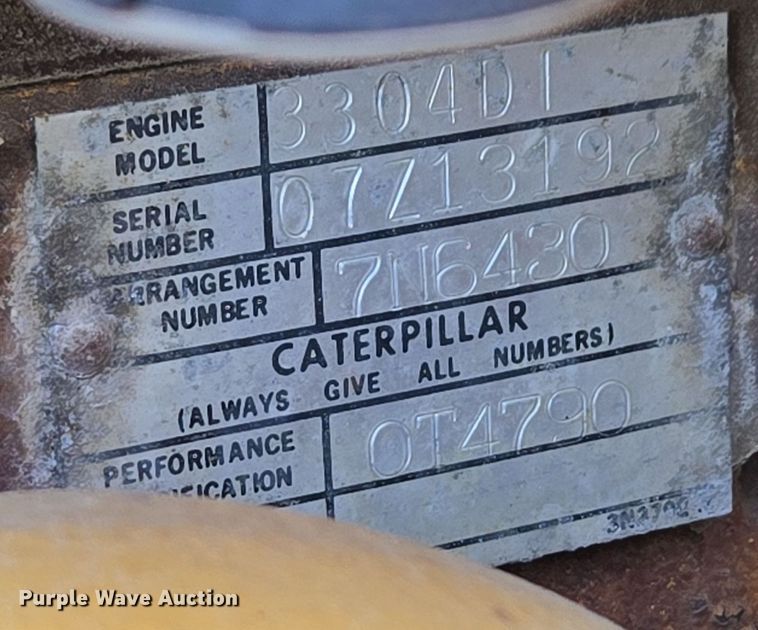 ENGINE MODEL 3304DI
SERIAL NUMBER 07Z13192
ARRANGEMENT NUMBER 7N6430
CATERPILLAR
(ALWAYS GIVE ALL NUMBERS)
PERFORMANCE 0T4790
Purple Wave Auction